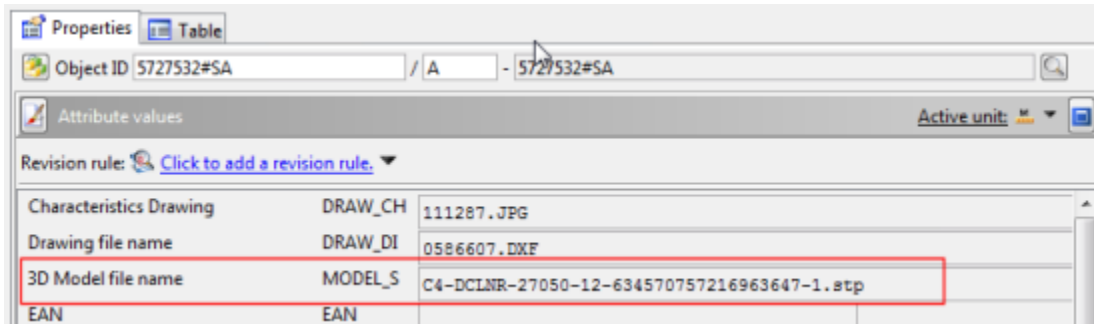 Properties Table
Object ID 5727532#SA / A - 5727532#SA
Attribute values Active unit:
Revision rule: Click to add a revision rule.
Characteristics Drawing DRAW_CH 111287.JPG
Drawing file name DRAW_DI 0586607.DXF
3D Model file name MODEL_S C4-DCLNR-27050-12-634570757216963647-1.stp
EAN EAN